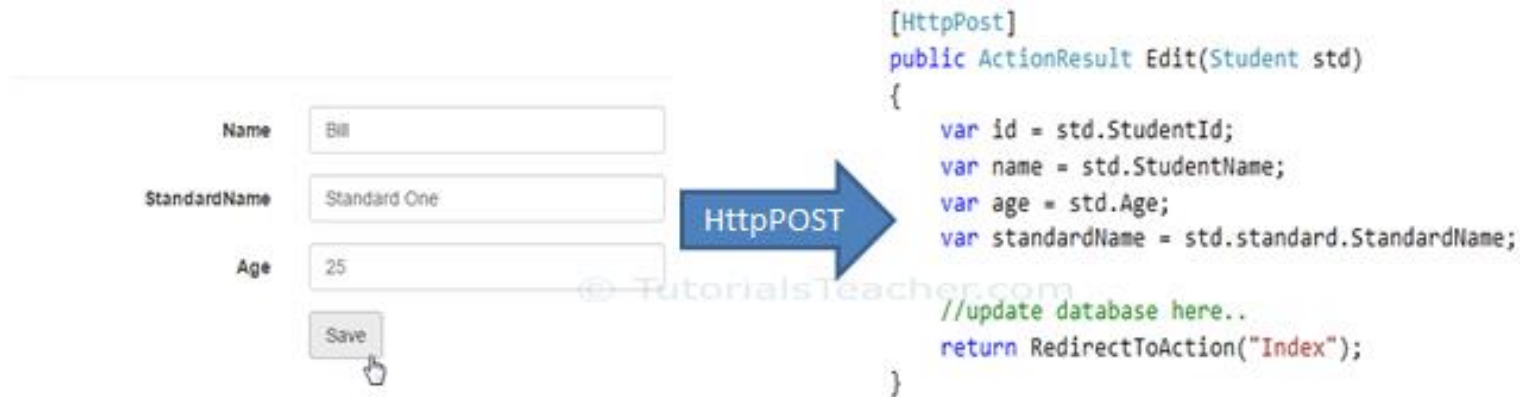 Name
Bill
StandardName
Standard One
Age
25
Save
HttpPOST
© TutorialsTeacher.com
[HttpPost]
public ActionResult Edit(Student std)
{
var id = std.StudentId;
var name = std.StudentName;
var age = std.Age;
var standardName = std.standard.StandardName;
//update database here..
return RedirectToAction("Index");
}